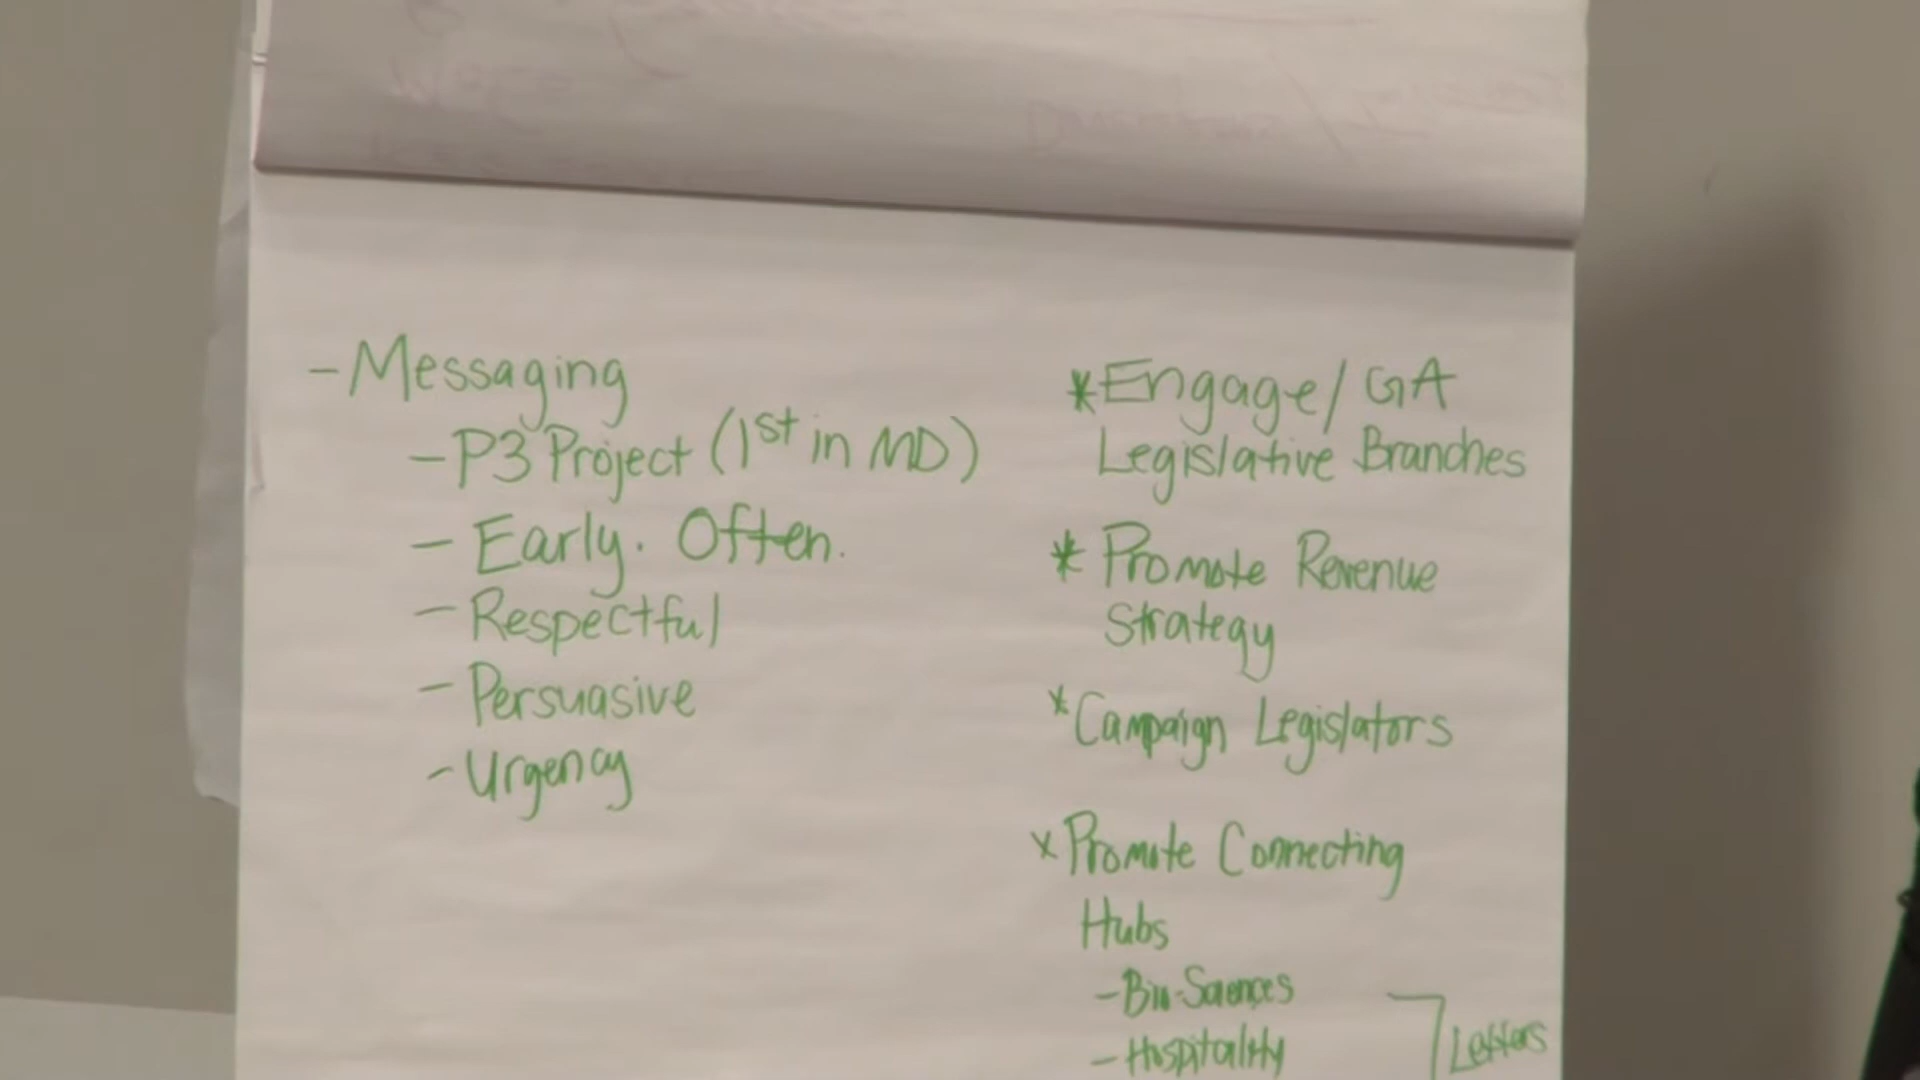 - Messaging
- P3 Project (1st in MD)
- Early. Often.
- Respectful
- Persuasive
- Urgency
* Engage/GA
Legislative Branches
* Promote Revenue
Strategy
* Campaign Legislators
x Promote Connecting
Hubs
- Bio-Sciences
- Hospitality
Letters